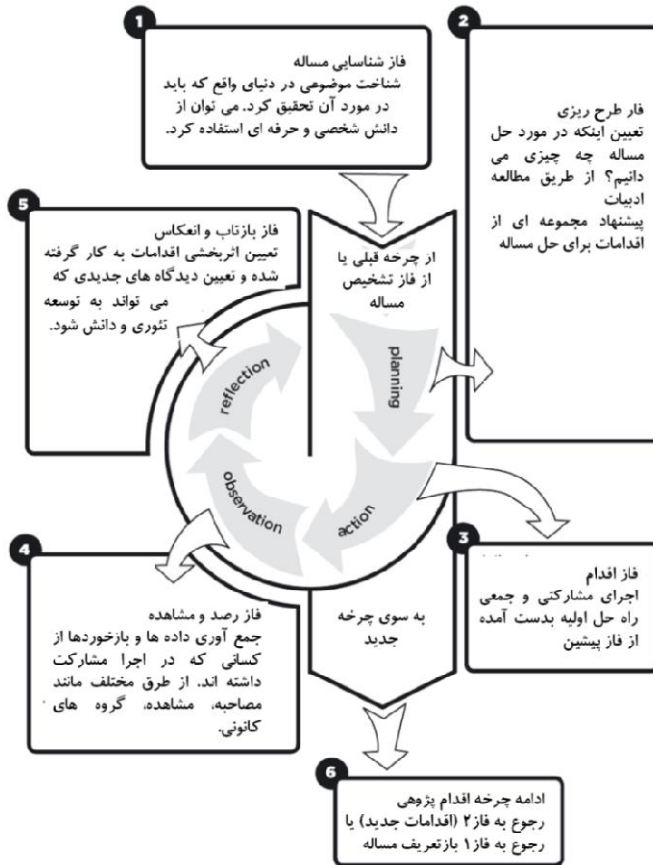 1
فاز شناسایی مساله
شناخت موضوعی در دنیای واقع که باید
در مورد آن تحقیق کرد. می توان از
دانش شخصی و حرفه ای استفاده کرد.
2
فار طرح ریزی
تعیین اینکه در مورد حل
مساله چه چیزی می
دانیم؟ از طریق مطالعه
ادبیات
پیشنهاد مجموعه ای از
اقدامات برای حل مساله
5
فاز بازتاب و انعکاس
تعیین اثربخشی اقدامات به کار گرفته
شده و تعیین دیدگاه های جدیدی که
می تواند به توسعه
تئوری و دانش شود.
از چرخه قبلی یا
از فاز تشخیص
مساله
planning
reflection
observation
action
3
فاز اقدام
اجرای مشارکتی و جمعی
راه حل اولیه بدست آمده
از فاز پیشین
4
فاز رصد و مشاهده
جمع آوری داده ها و بازخوردها از
کسانی که در اجرا مشارکت
داشته اند. از طرق مختلف مانند
مصاحبه، مشاهده، گروه های
کانونی.
به سوی چرخه
جدید
6
ادامه چرخه اقدام پژوهی
رجوع به فاز۲ (اقدامات جدید) یا
رجوع به فاز۱ بازتعریف مساله